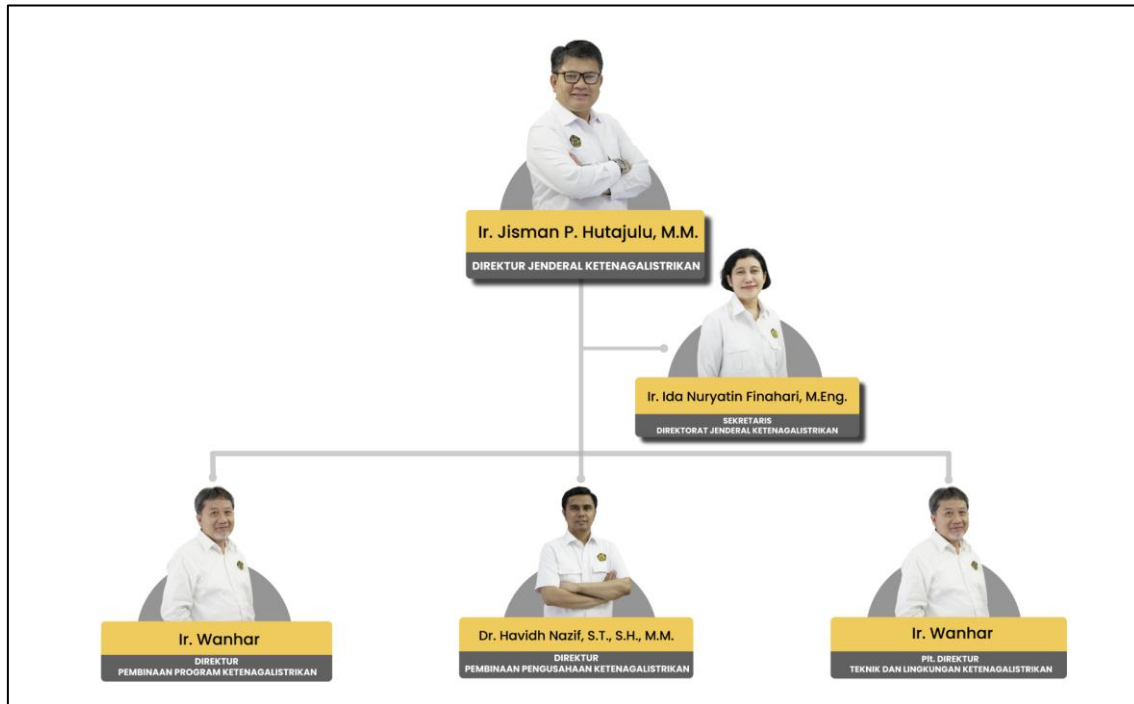 Ir. Jisman P. Hutajulu, M.M.
DIREKTUR JENDERAL KETENAGALISTRIKAN
Ir. Ida Nuryatin Finahari, M.Eng.
SEKRETARIS
DIREKTORAT JENDERAL KETENAGALISTRIKAN
Ir. Wanhar
DIREKTUR
PEMBINAAN PROGRAM KETENAGALISTRIKAN
Dr. Havidh Nazif, S.T., S.H., M.M.
DIREKTUR
PEMBINAAN PENGUSAHAAN KETENAGALISTRIKAN
Ir. Wanhar
Plt. DIREKTUR
TEKNIK DAN LINGKUNGAN KETENAGALISTRIKAN